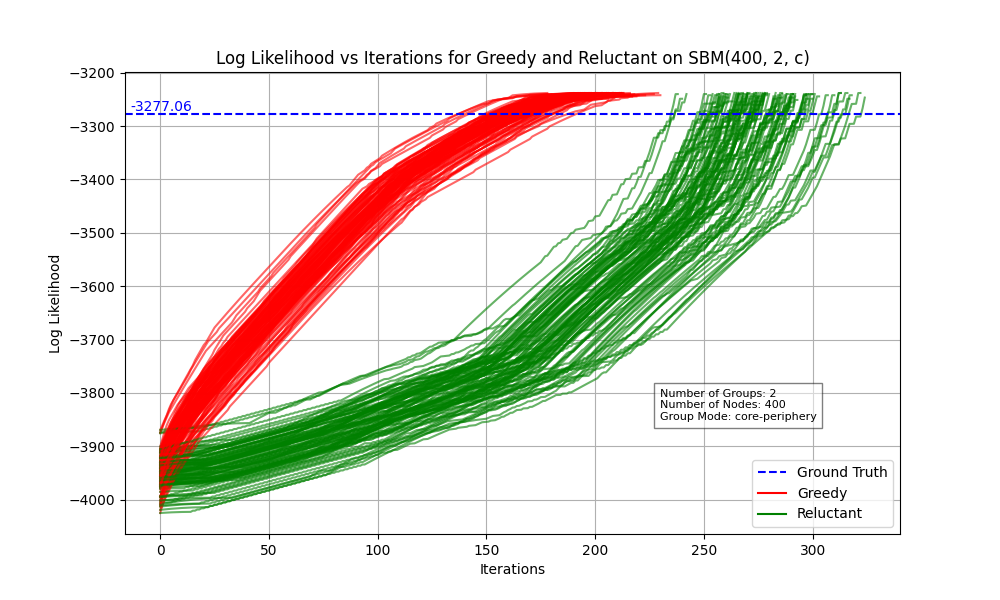 Log Likelihood vs Iterations for Greedy and Reluctant on SBM(400, 2, c)
−3200
-3277.06
−3300
−3400
−3500
−3600
−3700
−3800
−3900
−4000
Log Likelihood
Number of Groups: 2
Number of Nodes: 400
Group Mode: core-periphery
Ground Truth
Greedy
Reluctant
0 50 100 150 200 250 300
Iterations